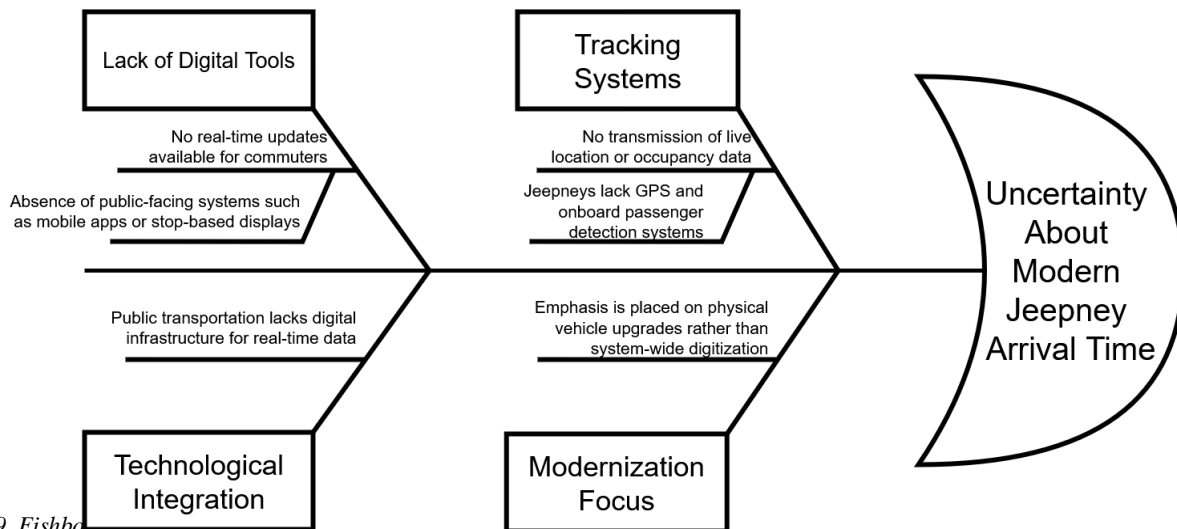 Lack of Digital Tools
Tracking
Systems
No real-time updates
available for commuters
Absence of public-facing systems such
as mobile apps or stop-based displays
No transmission of live
location or occupancy data
Jeepneys lack GPS and
onboard passenger
detection systems
Uncertainty
About
Modern
Jeepney
Arrival Time
Public transportation lacks digital
infrastructure for real-time data
Emphasis is placed on physical
vehicle upgrades rather than
system-wide digitization
Technological
Integration
Modernization
Focus